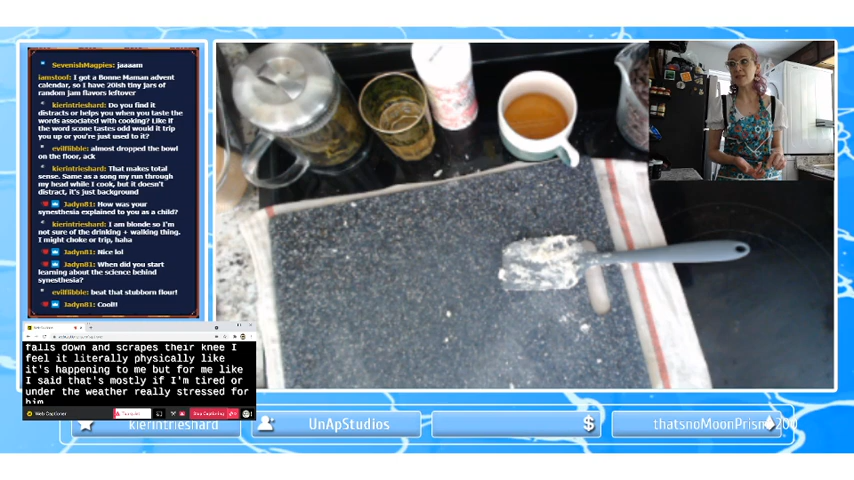 SevenishMagpies: jaaaam
iamstoof: I got a Bonne Maman advent
calendar, so I have 20ish tiny jars of
random jam flavors leftover
kierintrieshard: Do you find it
distracts or helps you when you taste the
words associated with cooking? Like if
the word scone tastes odd would it trip
you up or you're just used to it?
evilflibble: almost dropped the bowl
on the floor, ack
kierintrieshard: That makes total
sense. Same as a song my run through
my head while I cook, but it doesn't
distract, it's just background
Jadyn81: How was your
synesthesia explained to you as a child?
kierintrieshard: I am blonde so I'm
not sure of the drinking + walking thing.
I might choke or trip, haha
Jadyn81: Nice lol
Jadyn81: When did you start
learning about the science behind
synesthesia?
evilflibble: beat that stubborn flour!
Jadyn81: Cool!!
falls down and scrapes their knee I
feel it literally physically like
it's happening to me but for me like
I said that's mostly if I'm tired or
under the weather really stressed for
him
Web Captioner
Stop Captioning
kierintrieshard
UnApStudios
$
thatsnoMoonPrism200